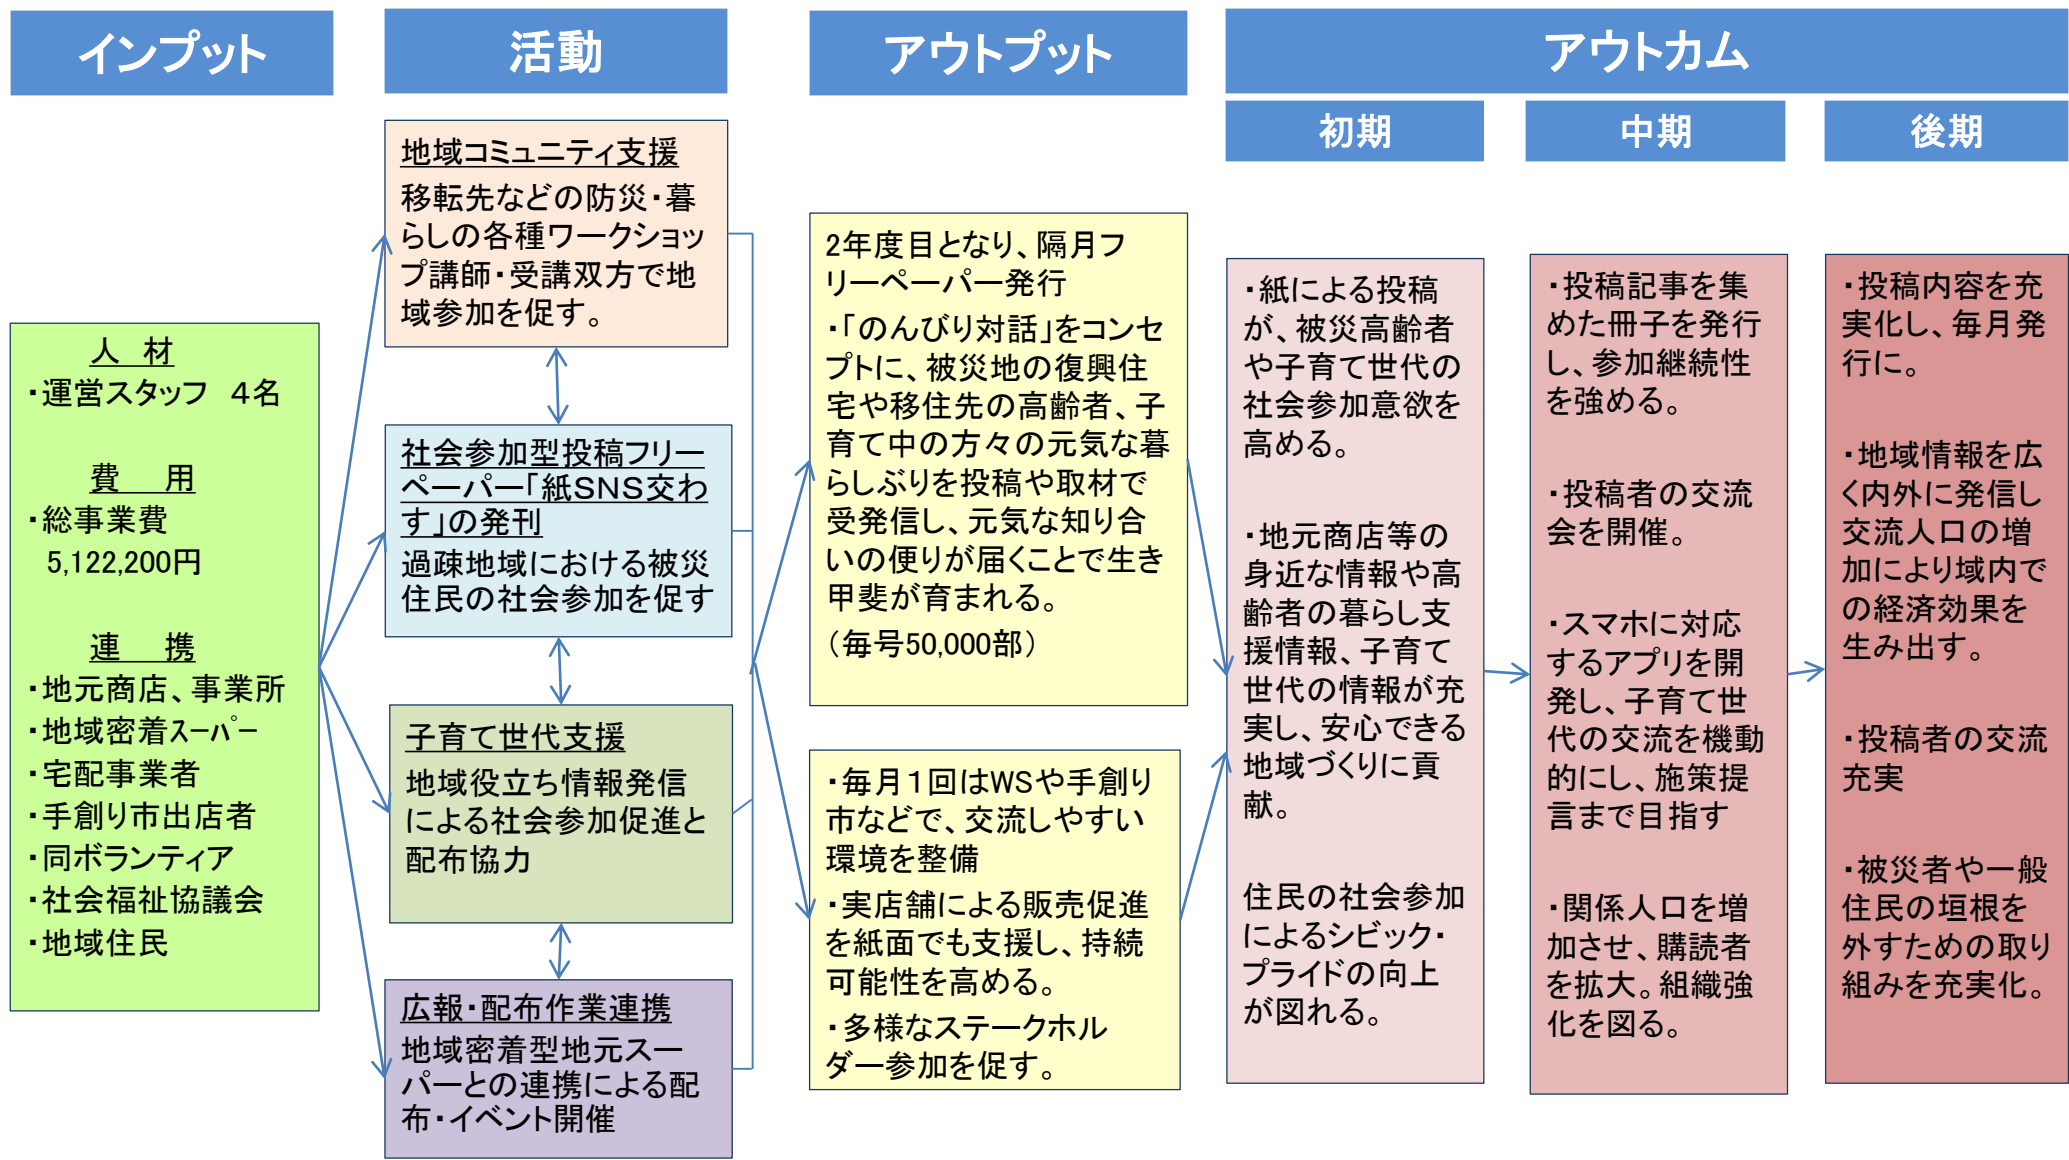 インプット
活動
アウトプット
アウトカム
初期
中期
後期
人　材
・運営スタッフ　４名
費　用
・総事業費
5,122,200円
連　携
・地元商店、事業所
・地域密着ｽｰﾊﾟｰ
・宅配事業者
・手創り市出店者
・同ボランティア
・社会福祉協議会
・地域住民
地域コミュニティ支援
移転先などの防災・暮
らしの各種ワークショッ
プ講師・受講双方で地
域参加を促す。
社会参加型投稿フリー
ペーパー「紙ＳＮＳ交わ
す」の発刊
過疎地域における被災
住民の社会参加を促す
子育て世代支援
地域役立ち情報発信
による社会参加促進と
配布協力
広報・配布作業連携
地域密着型地元スー
パーとの連携による配
布・イベント開催
2年度目となり、隔月フ
リーペーパー発行
・「のんびり対話」をコンセ
プトに、被災地の復興住
宅や移住先の高齢者、子
育て中の方々の元気な暮
らしぶりを投稿や取材で
受発信し、元気な知り合
いの便りが届くことで生き
甲斐が育まれる。
（毎号50,000部）
・毎月１回はWSや手創り
市などで、交流しやすい
環境を整備
・実店舗による販売促進
を紙面でも支援し、持続
可能性を高める。
・多様なステークホル
ダー参加を促す。
・紙による投稿
が、被災高齢者
や子育て世代の
社会参加意欲を
高める。
・地元商店等の
身近な情報や高
齢者の暮らし支
援情報、子育て
世代の情報が充
実し、安心できる
地域づくりに貢
献。
住民の社会参加
によるシビック・
プライドの向上
が図れる。
・投稿記事を集
めた冊子を発行
し、参加継続性
を強める。
・投稿者の交流
会を開催。
・スマホに対応
するアプリを開
発し、子育て世
代の交流を機動
的にし、施策提
言まで目指す
・関係人口を増
加させ、購読者
を拡大。組織強
化を図る。
・投稿内容を充
実化し、毎月発
行に。
・地域情報を広
く内外に発信し
交流人口の増
加により域内で
の経済効果を
生み出す。
・投稿者の交流
充実
・被災者や一般
住民の垣根を
外すための取り
組みを充実化。